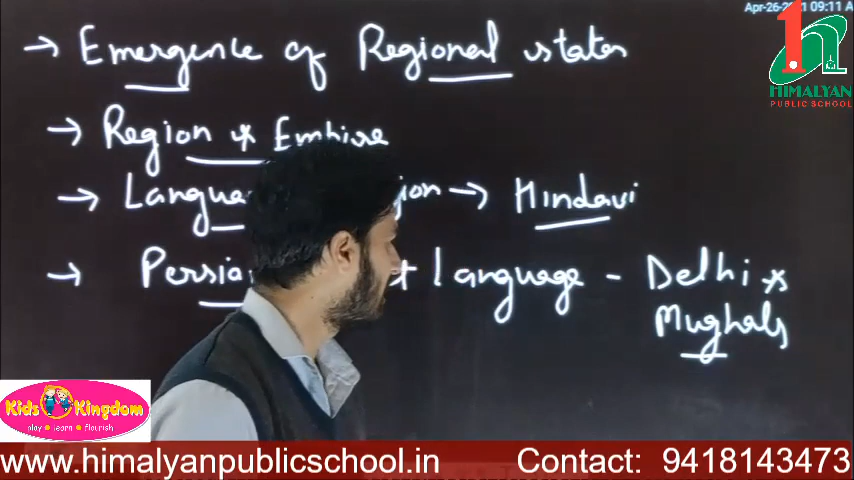 Apr-26-2021 09:11 A
→ Emergence of Regional states
1h
HIMALYAN
PUBLIC SCHOOL
→ Region & Empire
→ → Hindavi
→ Language - Delhi &
Mughals
Kids Kingdom
play • learn • flourish
www.himalyanpublicschool.in Contact: 9418143473